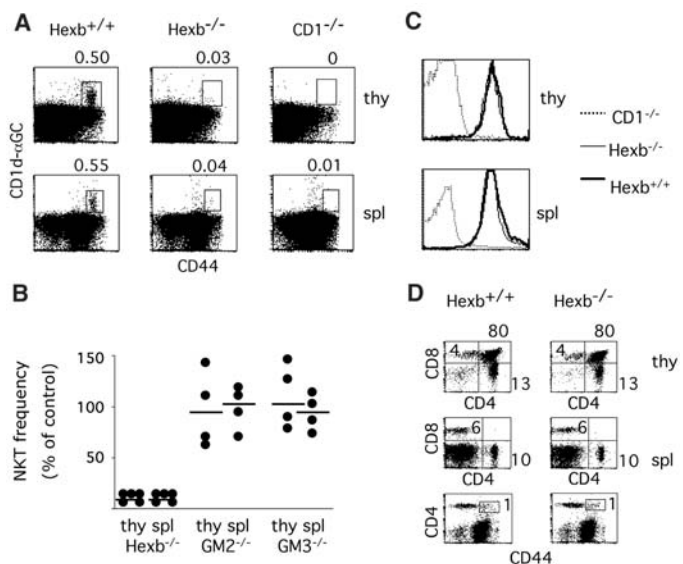 A
Hexb+/+ Hexb-/- CD1-/-
0.50 0.03 0
thy
0.55 0.04 0.01
spl
CD1d-αGC
CD44
B
NKT frequency
(% of control)
150
100
50
thy spl thy spl thy spl
Hexb-/- GM2-/- GM3-/-
C
thy
spl
CD1-/-
Hexb-/-
Hexb+/+
D
Hexb+/+ Hexb-/-
80 80
4 4
CD8
thy
13 13
CD4 CD4
6 6
CD8
spl
10 10
CD4 CD4
1 1
CD4
CD44